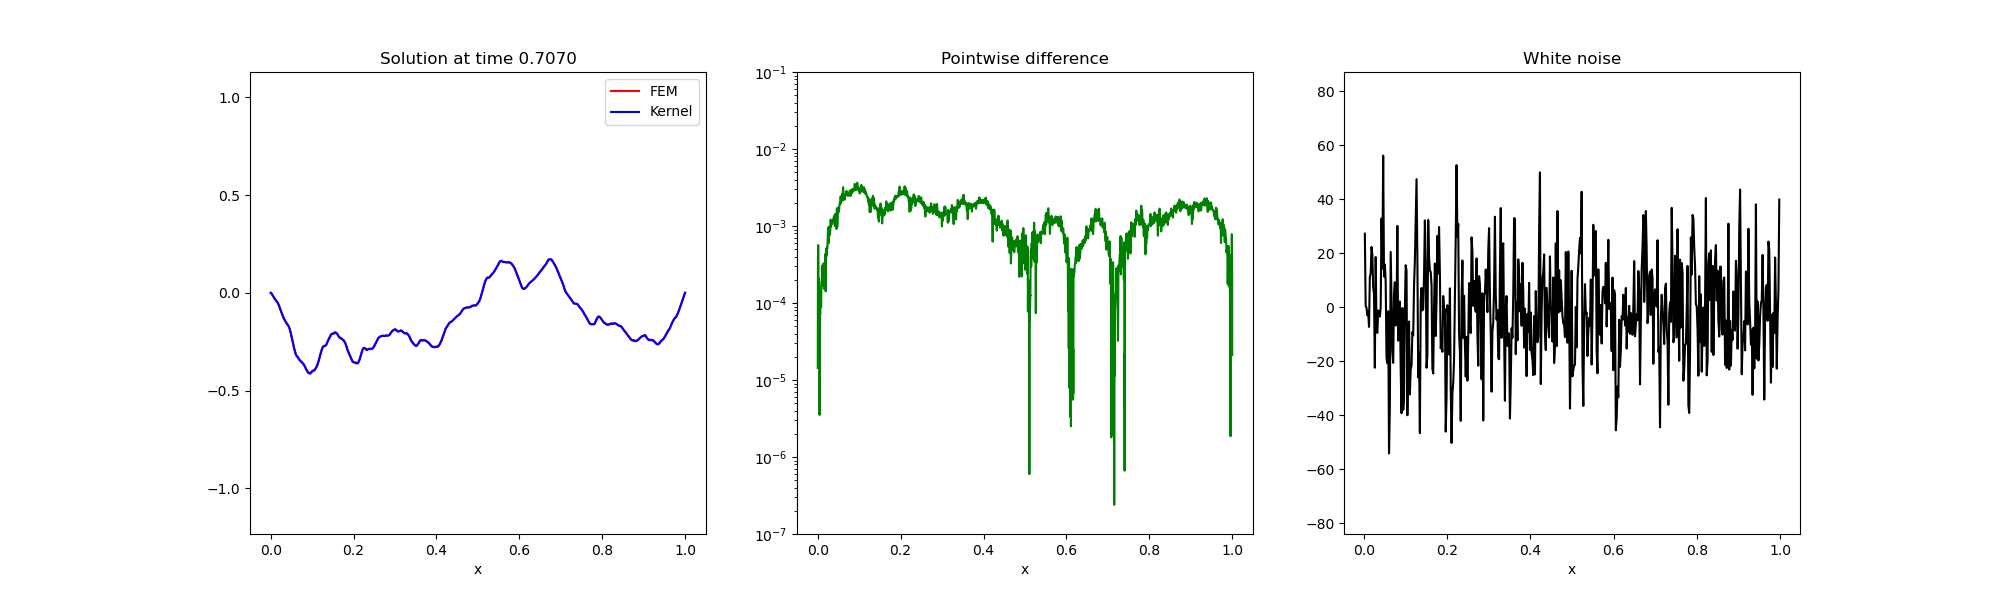 Solution at time 0.7070
1.0
0.5
0.0
−0.5
−1.0
FEM
Kernel
0.0 0.2 0.4 0.6 0.8 1.0
x
Pointwise difference
10⁻¹
10⁻²
10⁻³
10⁻⁴
10⁻⁵
10⁻⁶
10⁻⁷
0.0 0.2 0.4 0.6 0.8 1.0
x
White noise
80
60
40
20
0
−20
−40
−60
−80
0.0 0.2 0.4 0.6 0.8 1.0
x